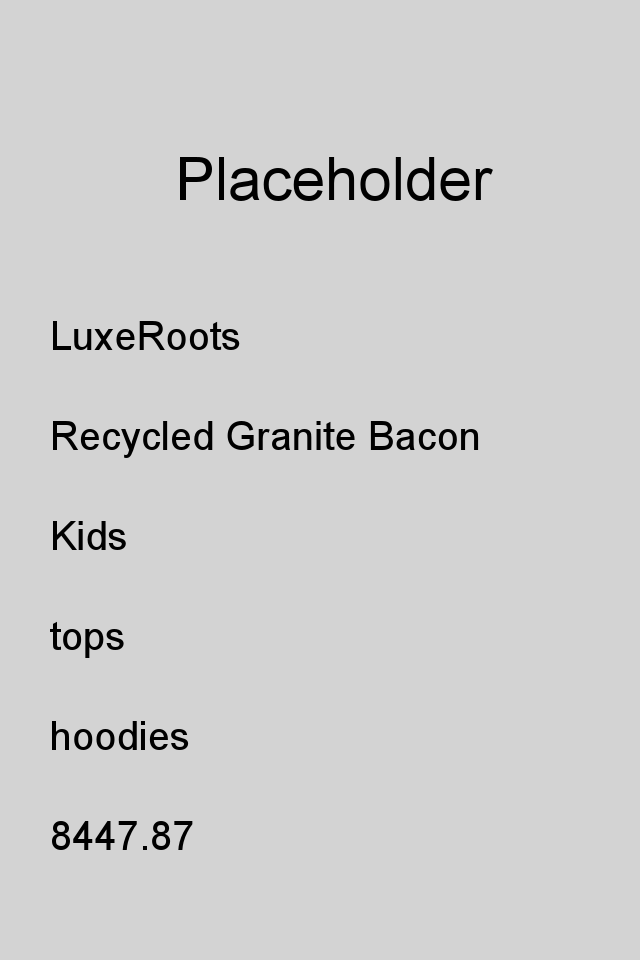 Placeholder
LuxeRoots
Recycled Granite Bacon
Kids
tops
hoodies
8447.87